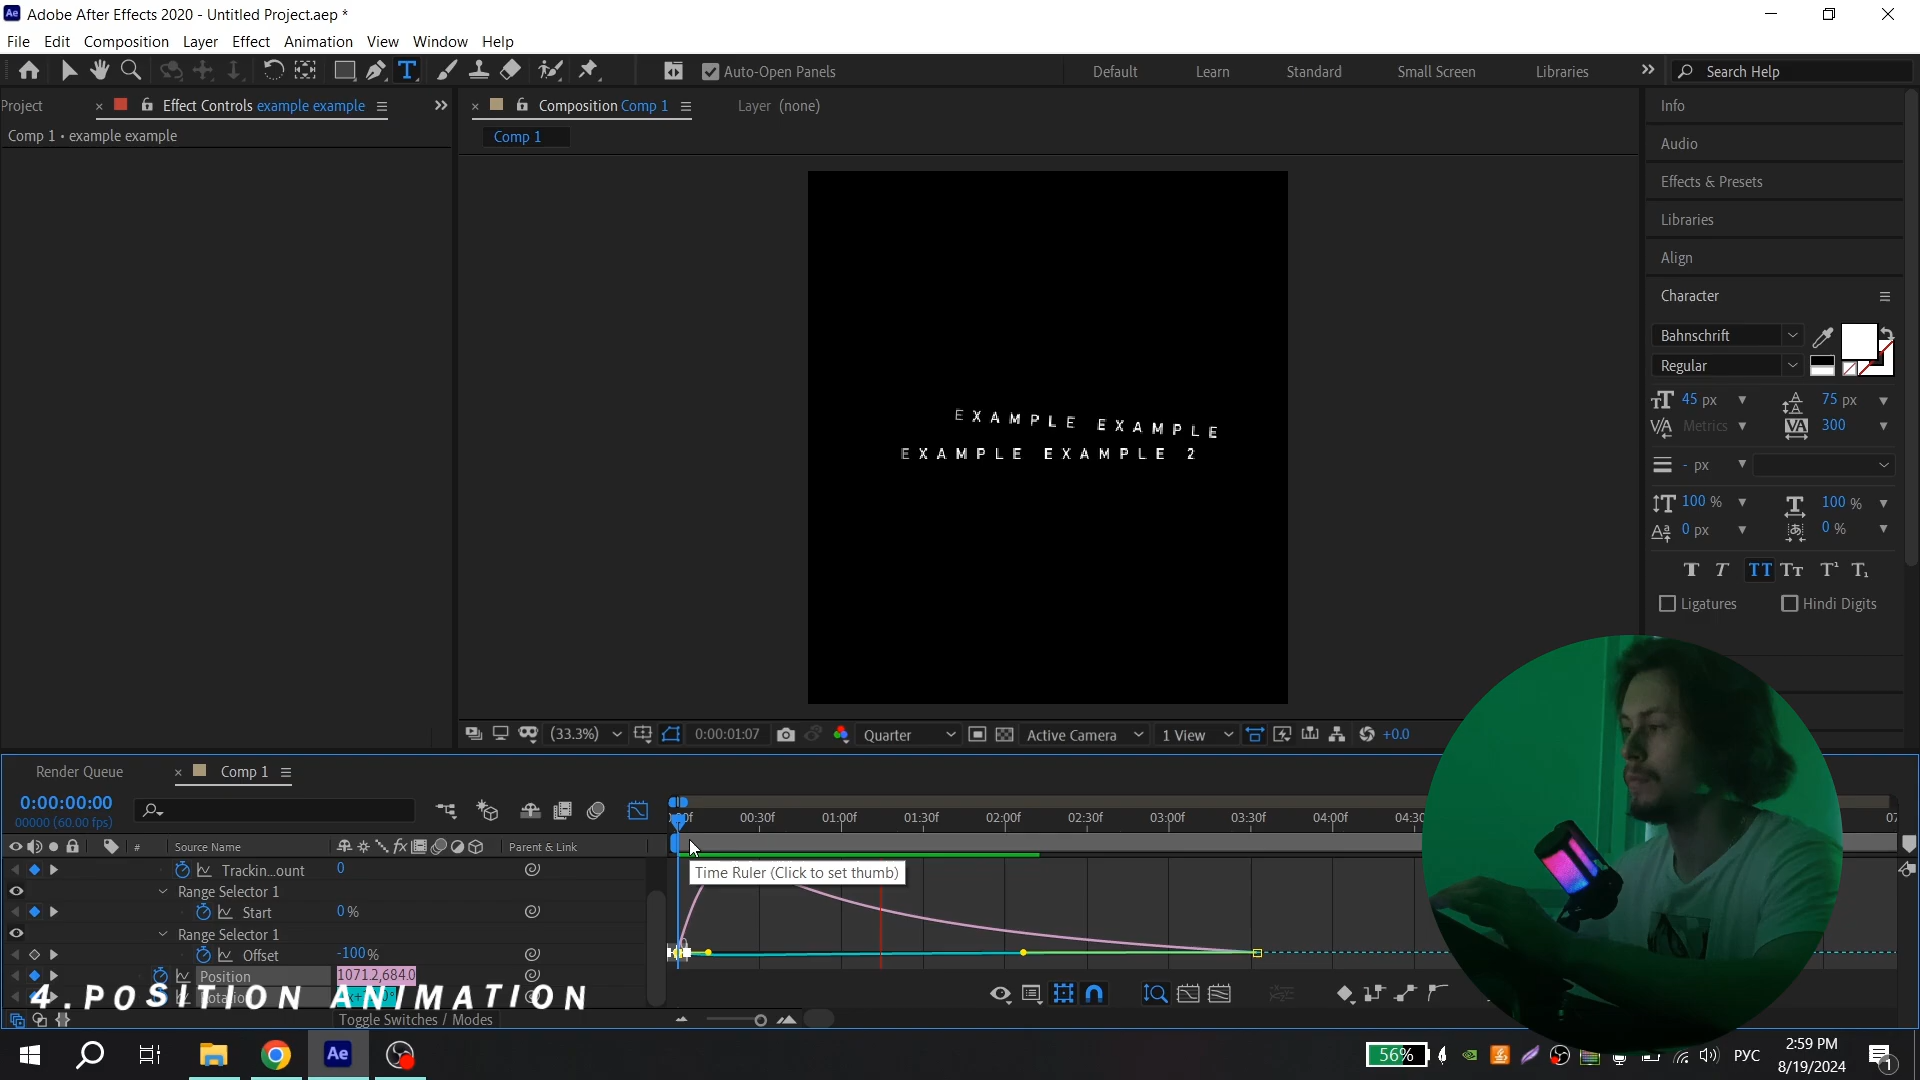 Adobe After Effects 2020 - Untitled Project.aep *
File Edit Composition Layer Effect Animation View Window Help
Auto-Open Panels
Default Learn Standard Small Screen Libraries
Search Help
Project
Effect Controls example example
Comp 1 • example example
Composition Comp 1
Layer (none)
Comp 1
EXAMPLE EXAMPLE
EXAMPLE EXAMPLE 2
Info
Audio
Effects & Presets
Libraries
Align
Character
Bahnschrift
Regular
45 px
75 px
Metrics
300
- px
100 %
100 %
0 px
0 %
Ligatures
Hindi Digits
(33.3%) 0:00:01:07 Quarter Active Camera 1 View +0.0
Render Queue
Comp 1
0:00:00:00
00000 (60.00 fps)
# Source Name
Parent & Link
00:30f 01:00f 01:30f 02:00f 02:30f 03:00f 03:30f 04:00f
Trackin...ount 0
Range Selector 1
Start 0%
Range Selector 1
Offset -100%
Position 1071.2,684.0
Time Ruler (Click to set thumb)
4.POSITION ANIMATION
Toggle Switches / Modes
56%
РУС
2:59 PM
8/19/2024
1